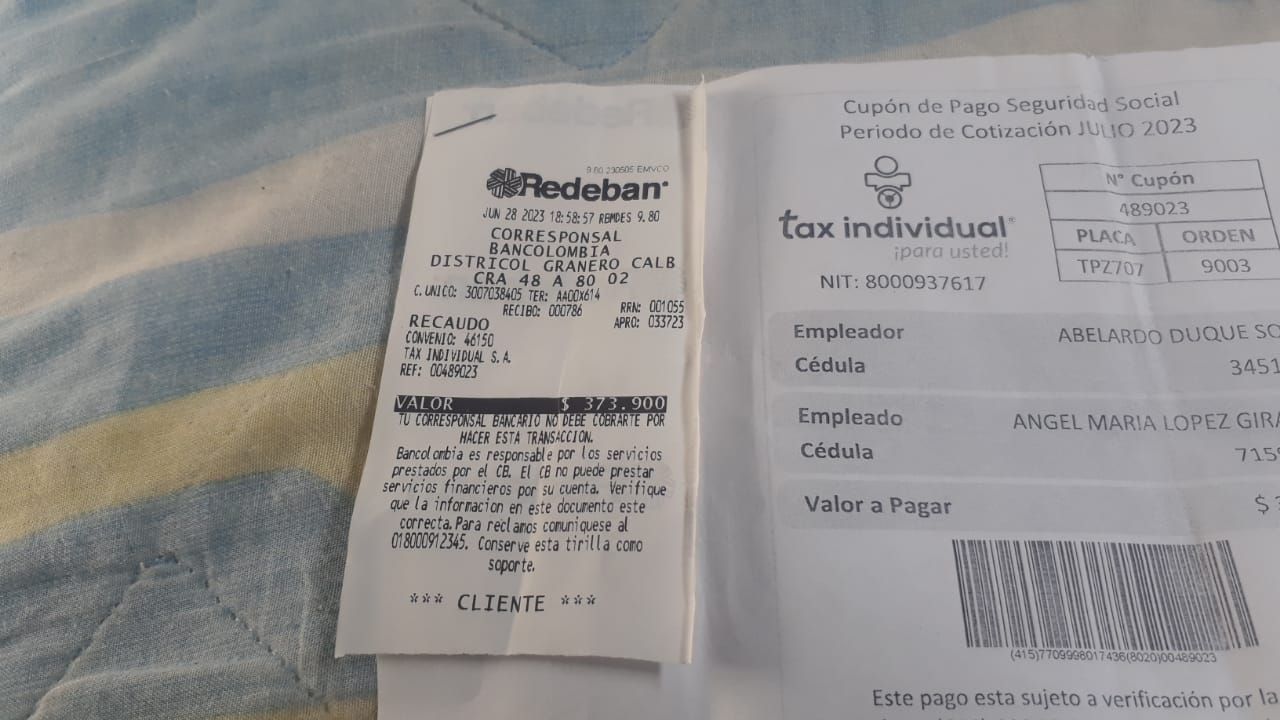 9.00 230505 EMVCO
Redeban
JUN 28 2023 18:58:57 RBMDES 9.80
CORRESPONSAL
BANCOLOMBIA
DISTRICOL GRANERO CALB
CRA 48 A 80 02
C.UNICO: 3007038405 TER: AA00X614
RECIBO: 000786 RRN: 001055
RECAUDO APRO: 033723
CONVENIO: 46150
TAX INDIVIDUAL S.A.
REF: 00489023
VALOR $ 373.900
TU CORRESPONSAL BANCARIO NO DEBE COBRARTE POR
HACER ESTA TRANSACCION.
Bancolombia es responsable por los servicios
prestados por el CB. El CB no puede prestar
servicios financieros por su cuenta. Verifique
que la informacion en este documento este
correcta. Para reclamos comuniquese al
018000912345. Conserve esta tirilla como
soporte.
*** CLIENTE ***
Cupón de Pago Seguridad Social
Periodo de Cotización JULIO 2023
tax individual
¡para usted!
NIT: 8000937617
N° Cupón
489023
PLACA ORDEN
TPZ707 9003
Empleador ABELARDO DUQUE SO
Cédula 3451
Empleado ANGEL MARIA LOPEZ GIRA
Cédula 715
Valor a Pagar $
(415)7709998017436(8020)00489023
Este pago esta sujeto a verificación por la